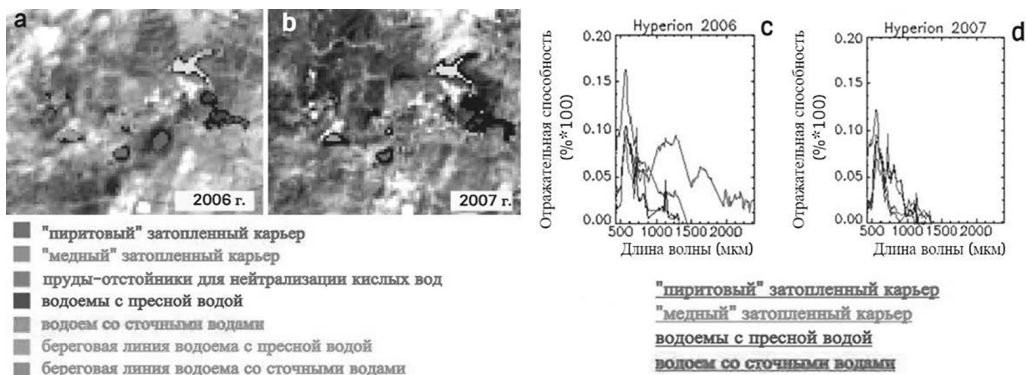 a
b
2006 г.
2007 г.
"пиритовый" затопленный карьер
"медный" затопленный карьер
пруды-отстойники для нейтрализации кислых вод
водоемы с пресной водой
водоем со сточными водами
береговая линия водоема с пресной водой
береговая линия водоема со сточными водами
Hyperion 2006
c
Отражательная способность
(%*100)
0.20
0.15
0.10
0.05
0.00
500 1000 1500 2000
Длина волны (мкм)
Hyperion 2007
d
Отражательная способность
(%*100)
0.20
0.15
0.10
0.05
0.00
500 1000 1500 2000
Длина волны (мкм)
"пиритовый" затопленный карьер
"медный" затопленный карьер
водоемы с пресной водой
водоем со сточными водами